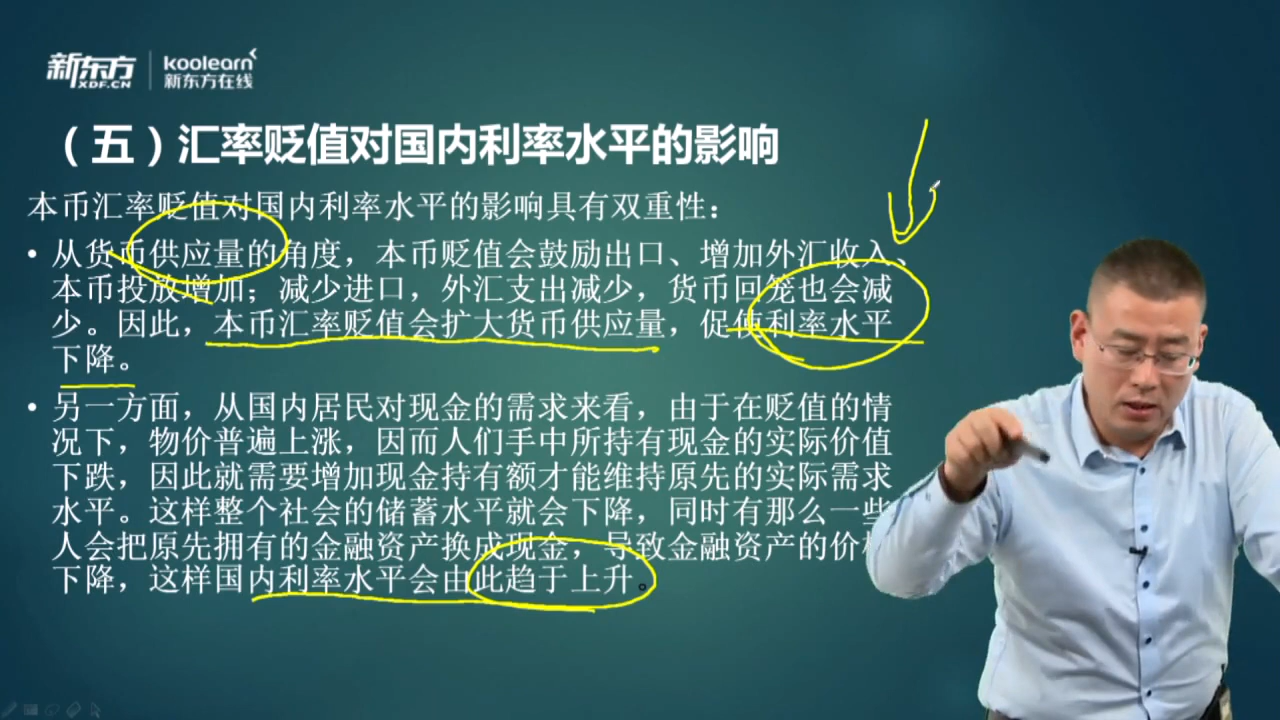 新东方 XDF.CN koolearn 新东方在线
（五）汇率贬值对国内利率水平的影响
本币汇率贬值对国内利率水平的影响具有双重性：
• 从货币供应量的角度，本币贬值会鼓励出口、增加外汇收入、
本币投放增加；减少进口，外汇支出减少，货币回笼也会减
少。因此，本币汇率贬值会扩大货币供应量，促使利率水平
下降。
• 另一方面，从国内居民对现金的需求来看，由于在贬值的情
况下，物价普遍上涨，因而人们手中所持有现金的实际价值
下跌，因此就需要增加现金持有额才能维持原先的实际需求
水平。这样整个社会的储蓄水平就会下降，同时有那么一些
人会把原先拥有的金融资产换成现金，导致金融资产的价格
下降，这样国内利率水平会由此趋于上升。